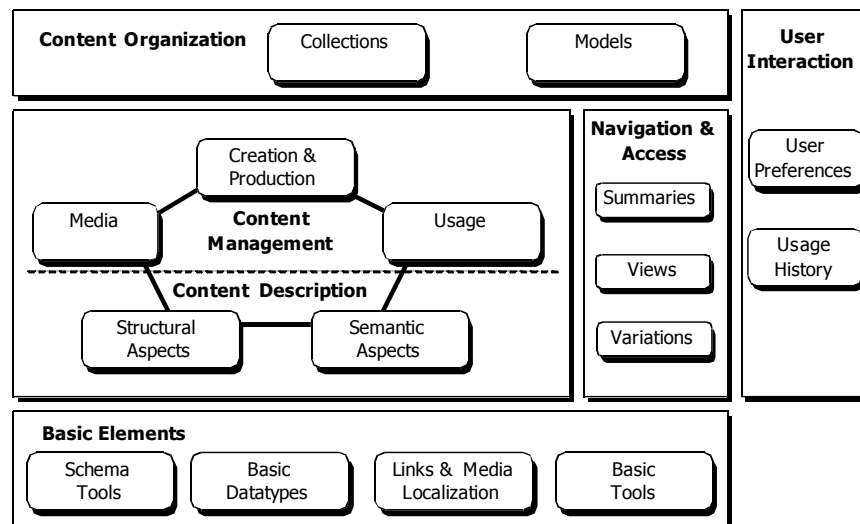 Content Organization
Collections
Models
User
Interaction
Creation &
Production
Media
Content
Management
Usage
Content Description
Structural
Aspects
Semantic
Aspects
Navigation &
Access
Summaries
Views
Variations
User
Preferences
Usage
History
Basic Elements
Schema
Tools
Basic
Datatypes
Links & Media
Localization
Basic
Tools